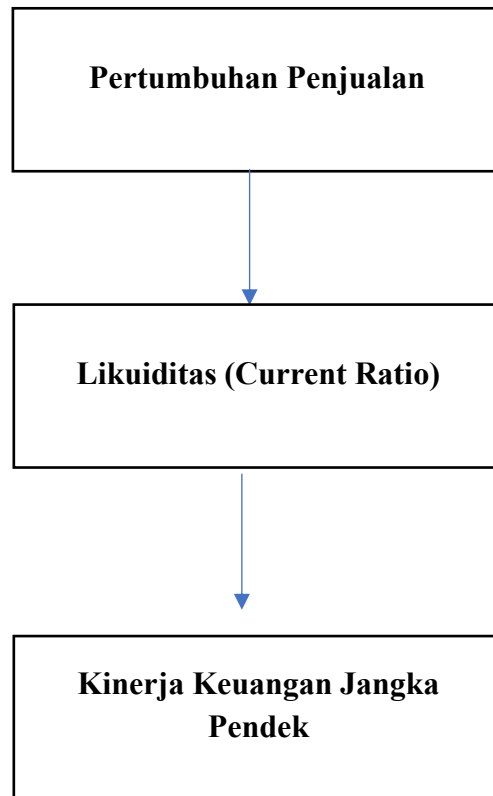 Pertumbuhan Penjualan
Likuiditas (Current Ratio)
Kinerja Keuangan Jangka
Pendek